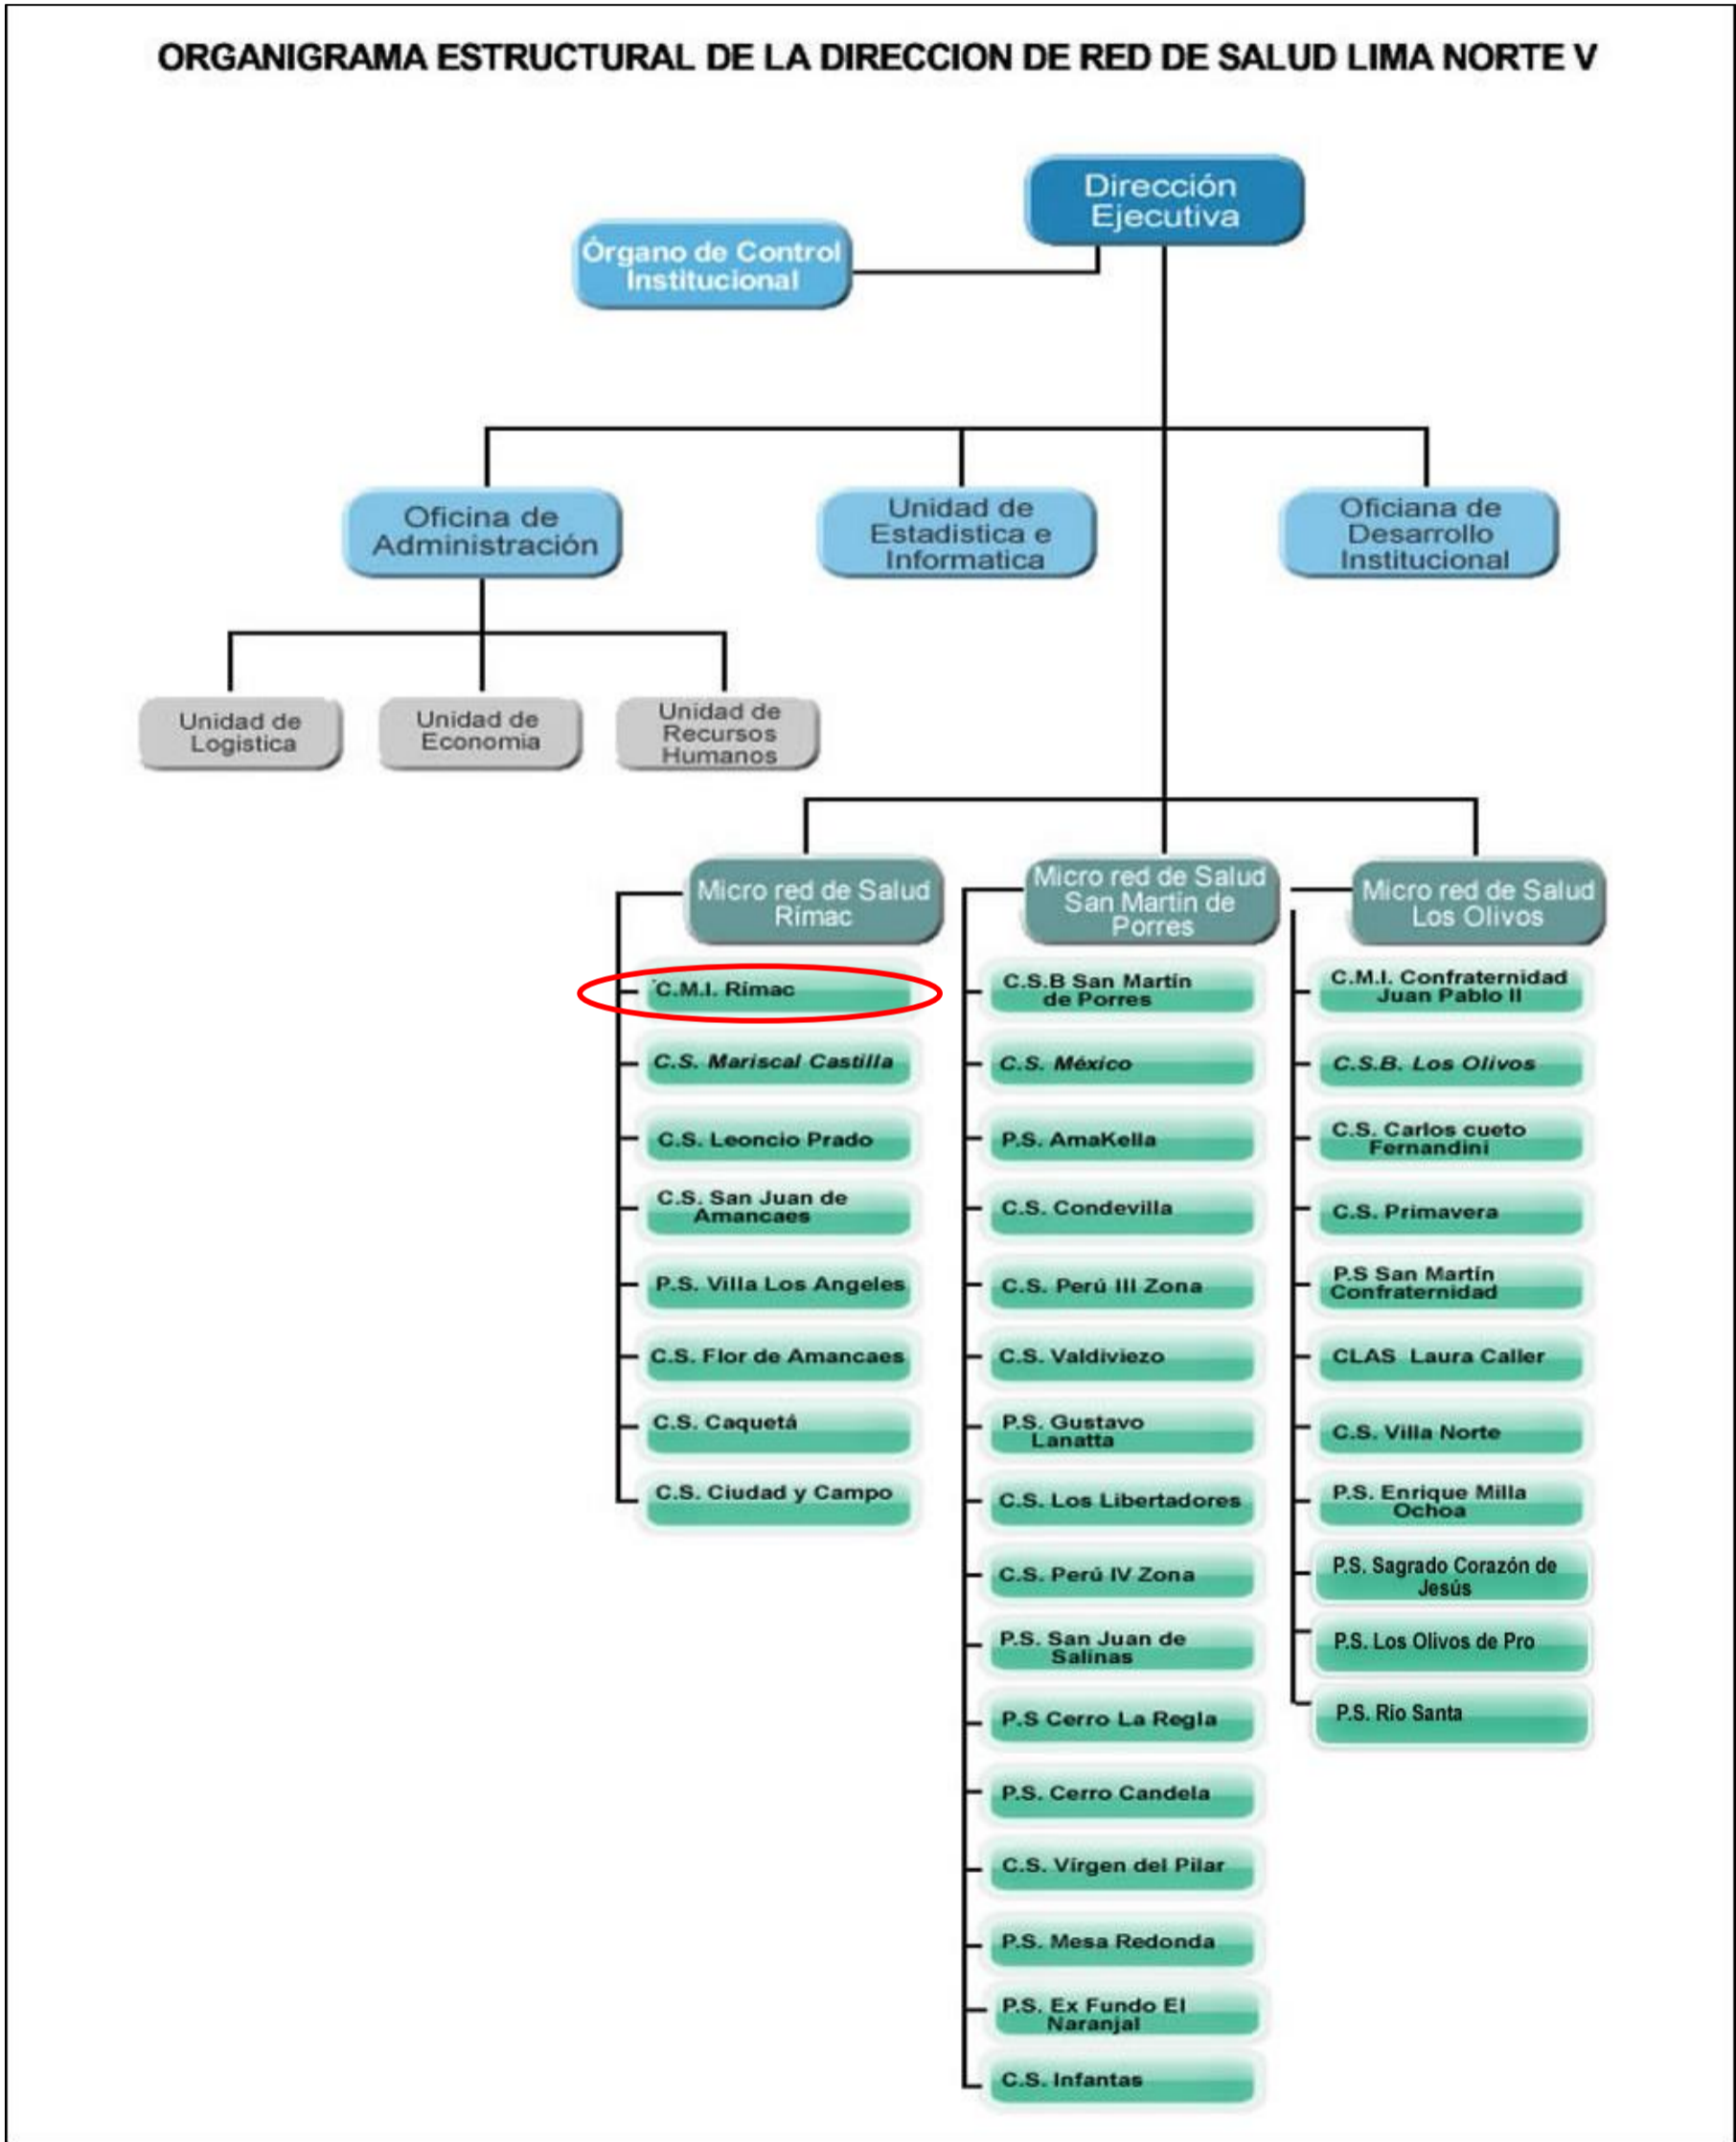 ORGANIGRAMA ESTRUCTURAL DE LA DIRECCION DE RED DE SALUD LIMA NORTE V
Dirección
Ejecutiva
Órgano de Control
Institucional
Oficina de
Administración
Unidad de
Estadistica e
Informatica
Oficiana de
Desarrollo
Institucional
Unidad de
Logistica
Unidad de
Economia
Unidad de
Recursos
Humanos
Micro red de Salud
Rímac
C.M.I. Rímac
C.S. Mariscal Castilla
C.S. Leoncio Prado
C.S. San Juan de
Amancaes
P.S. Villa Los Angeles
C.S. Flor de Amancaes
C.S. Caquetá
C.S. Ciudad y Campo
Micro red de Salud
San Martin de
Porres
C.S.B San Martín
de Porres
C.S. México
P.S. AmaKella
C.S. Condevilla
C.S. Perú III Zona
C.S. Valdiviezo
P.S. Gustavo
Lanatta
C.S. Los Libertadores
C.S. Perú IV Zona
P.S. San Juan de
Salinas
P.S Cerro La Regla
P.S. Cerro Candela
C.S. Vírgen del Pilar
P.S. Mesa Redonda
P.S. Ex Fundo El
Naranjal
C.S. Infantas
Micro red de Salud
Los Olivos
C.M.I. Confraternidad
Juan Pablo II
C.S.B. Los Olivos
C.S. Carlos cueto
Fernandini
C.S. Primavera
P.S San Martín
Confraternidad
CLAS Laura Caller
C.S. Villa Norte
P.S. Enrique Milla
Ochoa
P.S. Sagrado Corazón de
Jesús
P.S. Los Olivos de Pro
P.S. Rio Santa